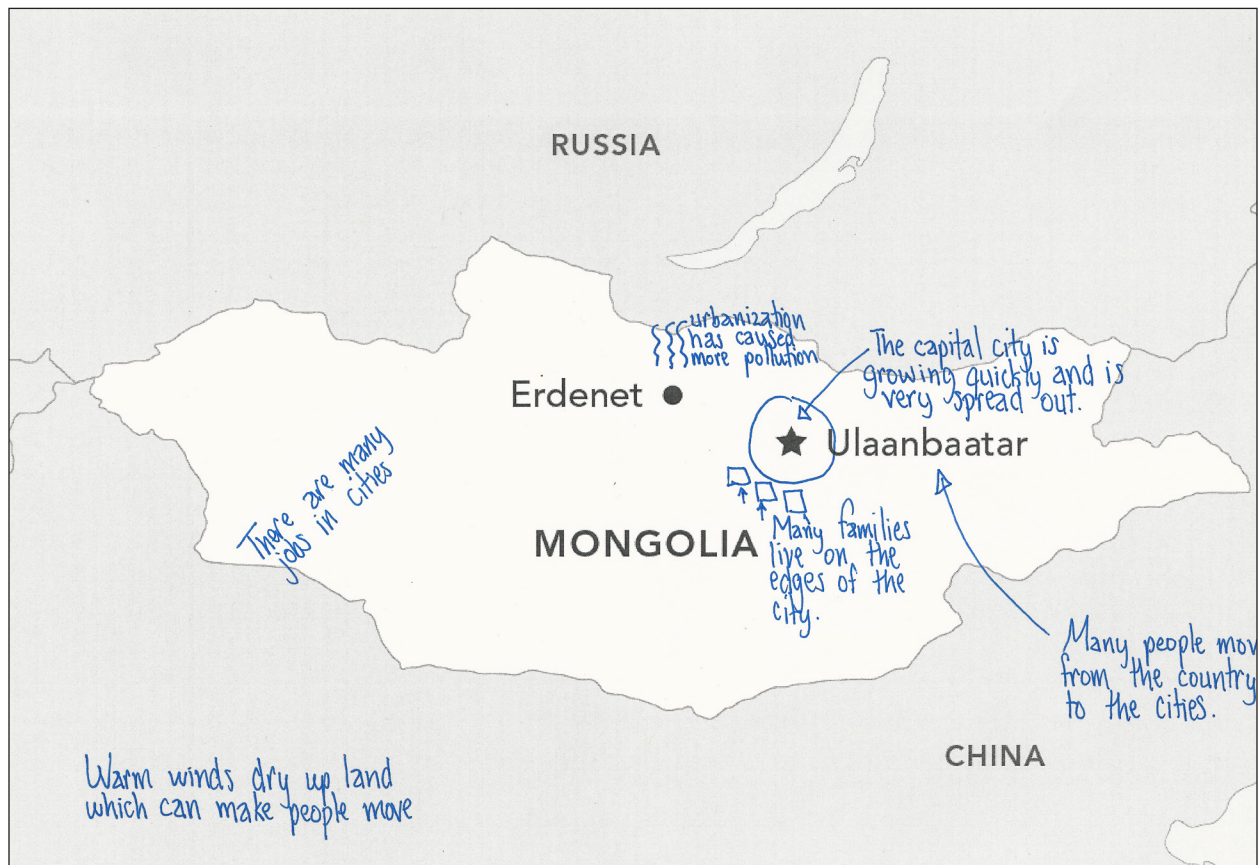 RUSSIA
urbanization
has caused
more pollution
The capital city is
growing quickly and is
very spread out.
Erdenet
Ulaanbaatar
There are many
jobs in cities
MONGOLIA
Many families
live on the
edges of the
city.
Many people mov
from the country
to the cities.
CHINA
Warm winds dry up land
which can make people move